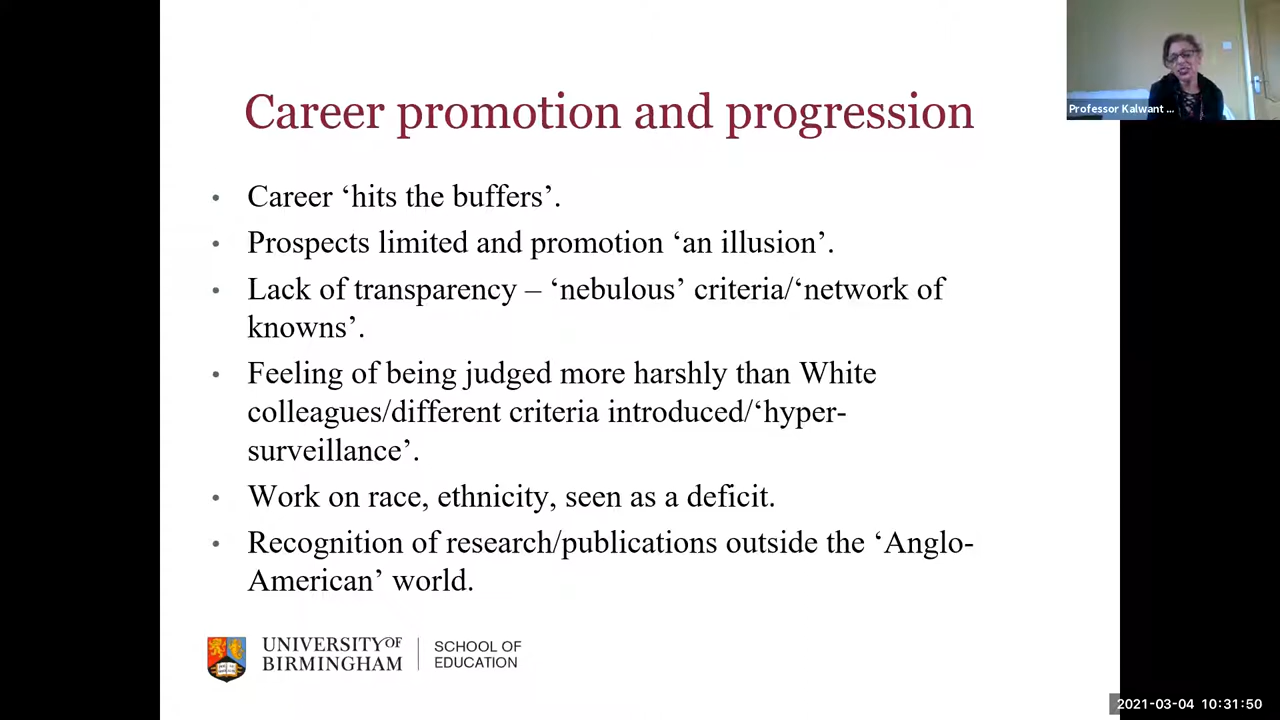 Career promotion and progression
• Career ‘hits the buffers’.
• Prospects limited and promotion ‘an illusion’.
• Lack of transparency – ‘nebulous’ criteria/‘network of
knowns’.
• Feeling of being judged more harshly than White
colleagues/different criteria introduced/‘hyper-
surveillance’.
• Work on race, ethnicity, seen as a deficit.
• Recognition of research/publications outside the ‘Anglo-
American’ world.
UNIVERSITY OF
BIRMINGHAM
SCHOOL OF
EDUCATION
Professor Kalwant ...
2021-03-04 10:31:50